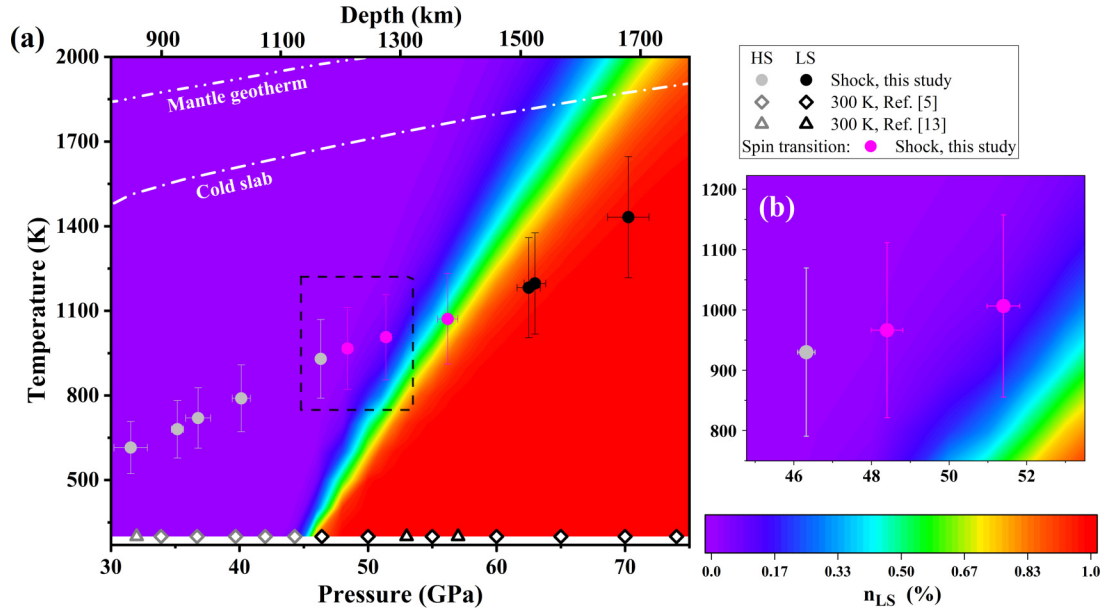 Depth (km)
900 1100 1300 1500 1700
(a)
2000
1700
1400
1100
800
500
Temperature (K)
Mantle geotherm
Cold slab
30 40 50 60 70
Pressure (GPa)
HS LS
Shock, this study
300 K, Ref. [5]
300 K, Ref. [13]
Spin transition: Shock, this study
(b)
1200
1100
1000
900
800
46 48 50 52
0.0 0.17 0.33 0.50 0.67 0.83 1.0
nLS (%)